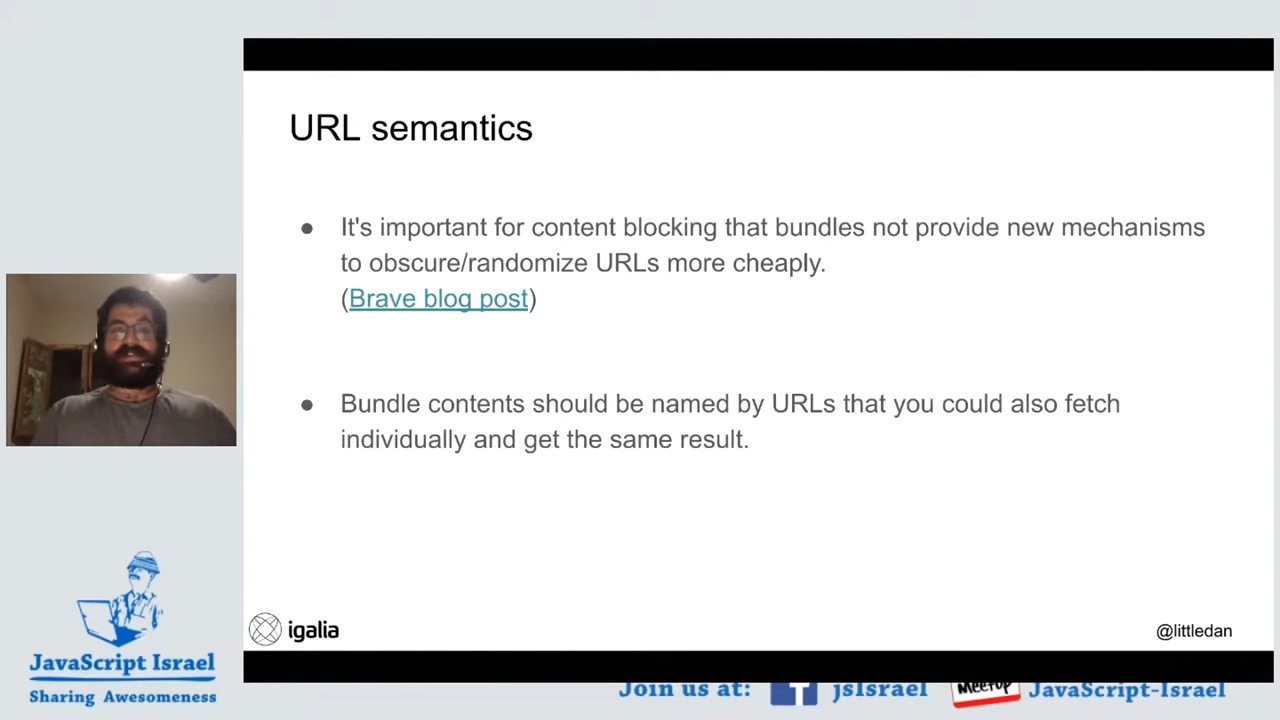 URL semantics
● It's important for content blocking that bundles not provide new mechanisms
to obscure/randomize URLs more cheaply.
(Brave blog post)
● Bundle contents should be named by URLs that you could also fetch
individually and get the same result.
igalia
@littledan
JavaScript Israel
Sharing Awesomeness
Join us at: f jsIsrael Meetup JavaScript-Israel